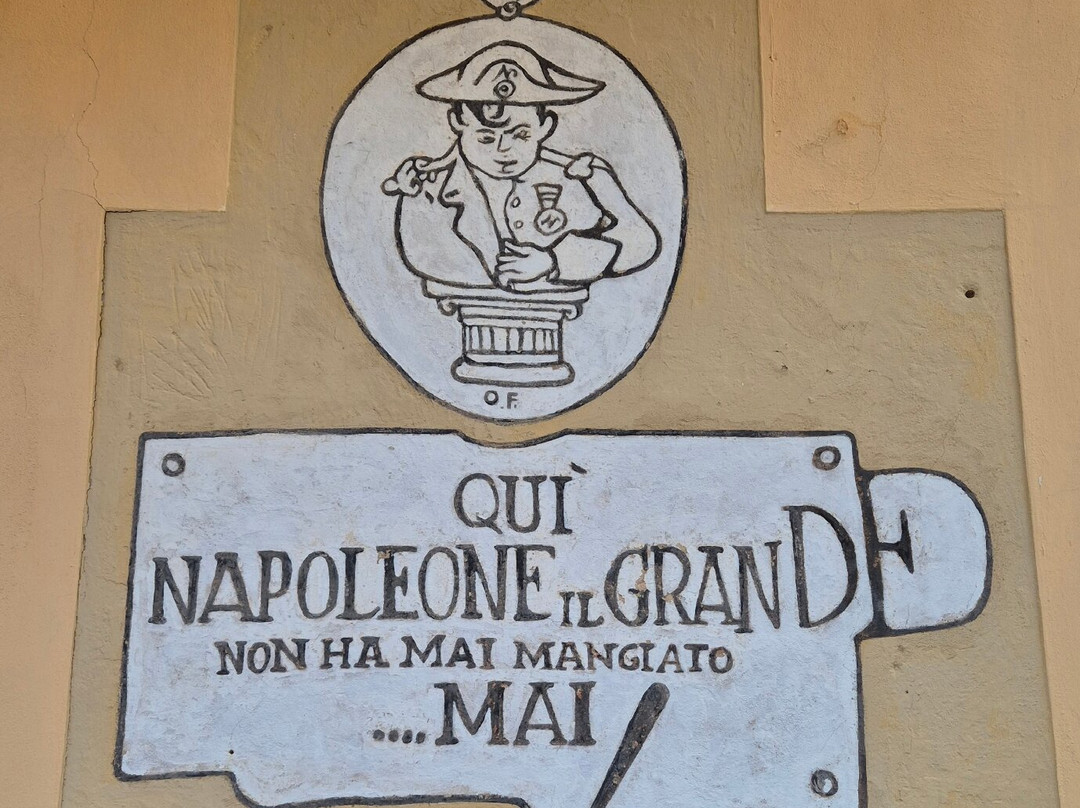 N
N
O.F.
QUÌ
NAPOLEONE IL GRANDE
NON HA MAI MANGIATO
....MAI